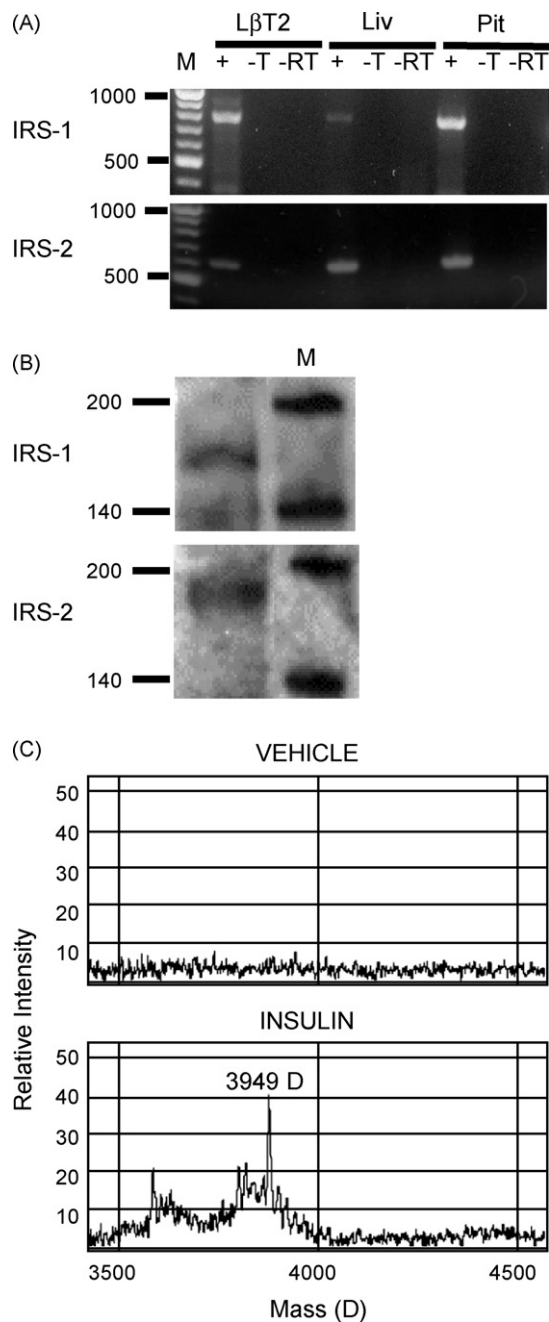 (A)
LβT2 Liv Pit
M + -T -RT + -T -RT + -T -RT
1000
IRS-1
500
1000
IRS-2
500
(B)
M
200
IRS-1
140
200
IRS-2
140
(C)
VEHICLE
50
40
30
20
10
INSULIN
50
3949 D
40
30
20
10
Relative Intensity
3500 4000 4500
Mass (D)